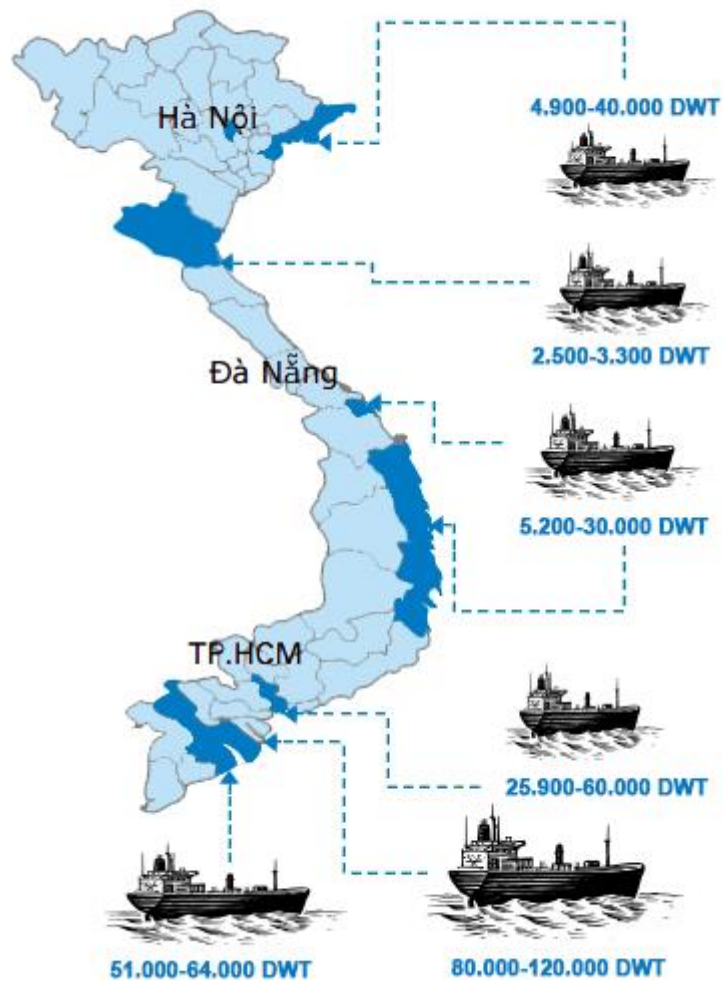 Hà Nội
4.900-40.000 DWT
2.500-3.300 DWT
Đà Nẵng
5.200-30.000 DWT
TP.HCM
25.900-60.000 DWT
51.000-64.000 DWT
80.000-120.000 DWT